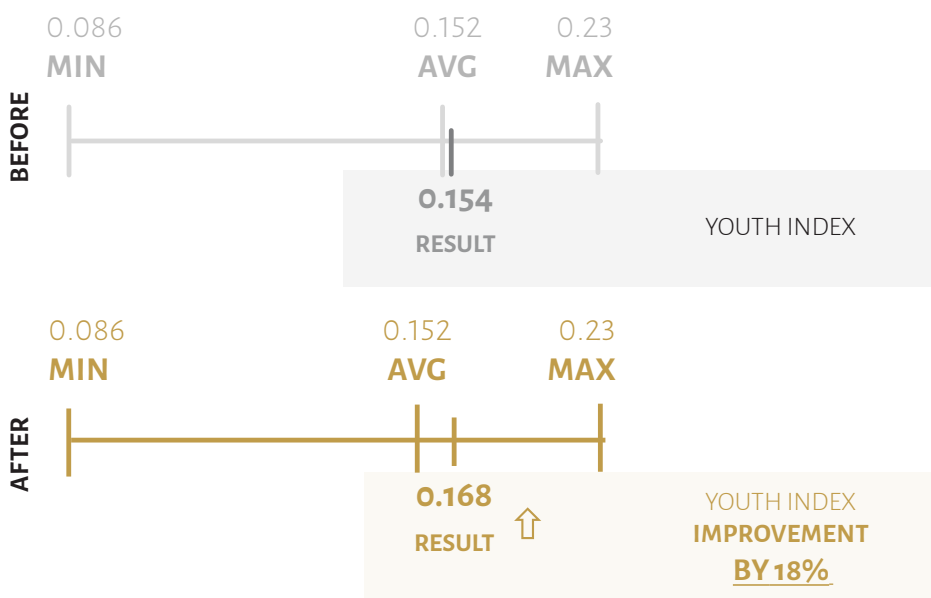 0.086 0.152 0.23
MIN AVG MAX
BEFORE
0.154
RESULT
YOUTH INDEX
0.086 0.152 0.23
MIN AVG MAX
AFTER
0.168
RESULT
YOUTH INDEX
IMPROVEMENT
BY 18%